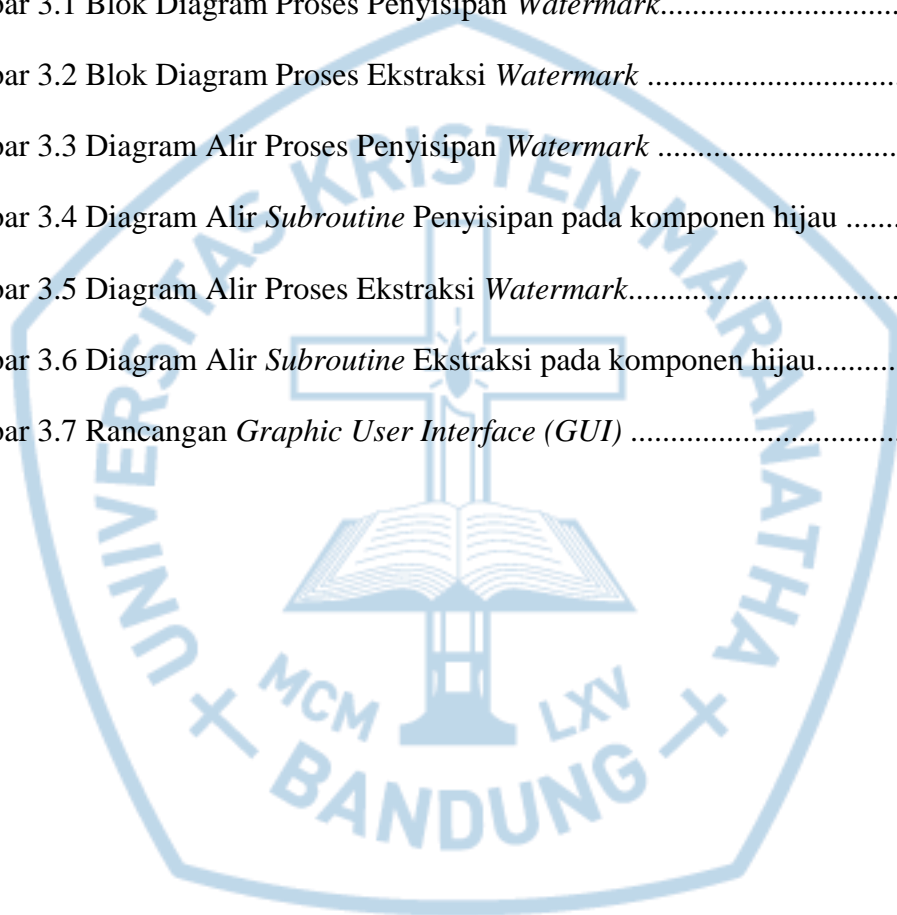 bar 3.1 Blok Diagram Proses Penyisipan Watermark..............................
bar 3.2 Blok Diagram Proses Ekstraksi Watermark ................................
bar 3.3 Diagram Alir Proses Penyisipan Watermark ..............................
bar 3.4 Diagram Alir Subroutine Penyisipan pada komponen hijau .......
bar 3.5 Diagram Alir Proses Ekstraksi Watermark..................................
bar 3.6 Diagram Alir Subroutine Ekstraksi pada komponen hijau..........
bar 3.7 Rancangan Graphic User Interface (GUI) ..................................
UNIVERSITAS KRISTEN MARANATHA
MCM LXV
BANDUNG